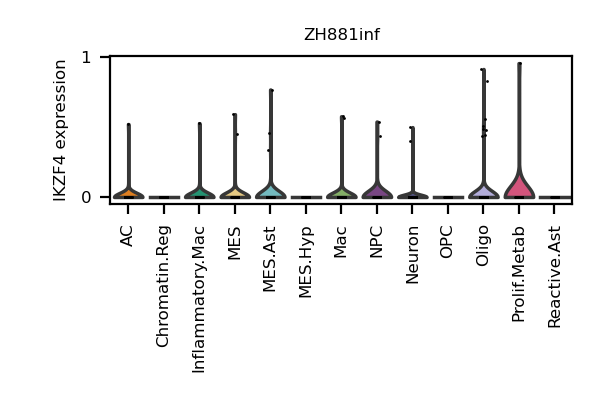 ZH881inf
IKZF4 expression
1
0
AC
Chromatin.Reg
Inflammatory.Mac
MES
MES.Ast
MES.Hyp
Mac
NPC
Neuron
OPC
Oligo
Prolif.Metab
Reactive.Ast